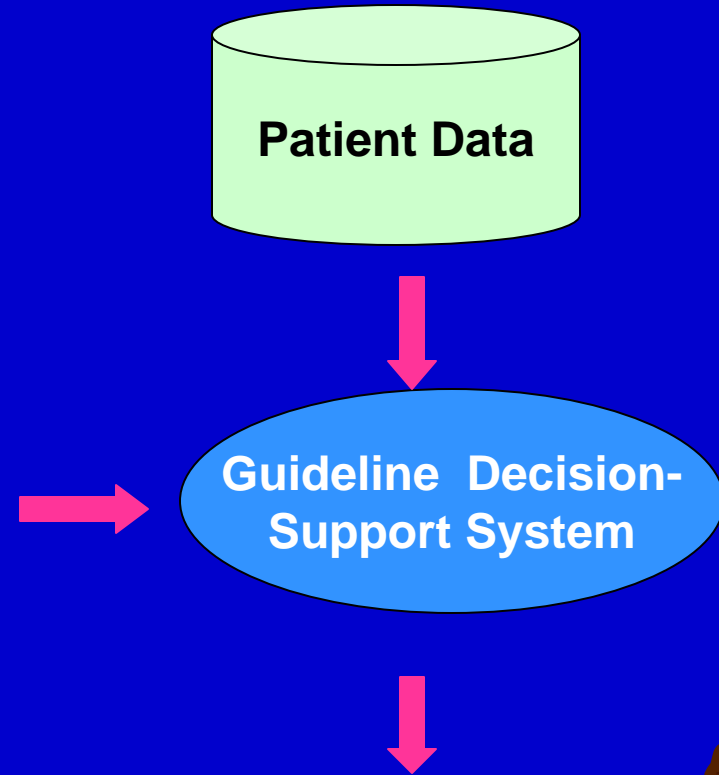 Patient Data
Guideline Decision-
Support System